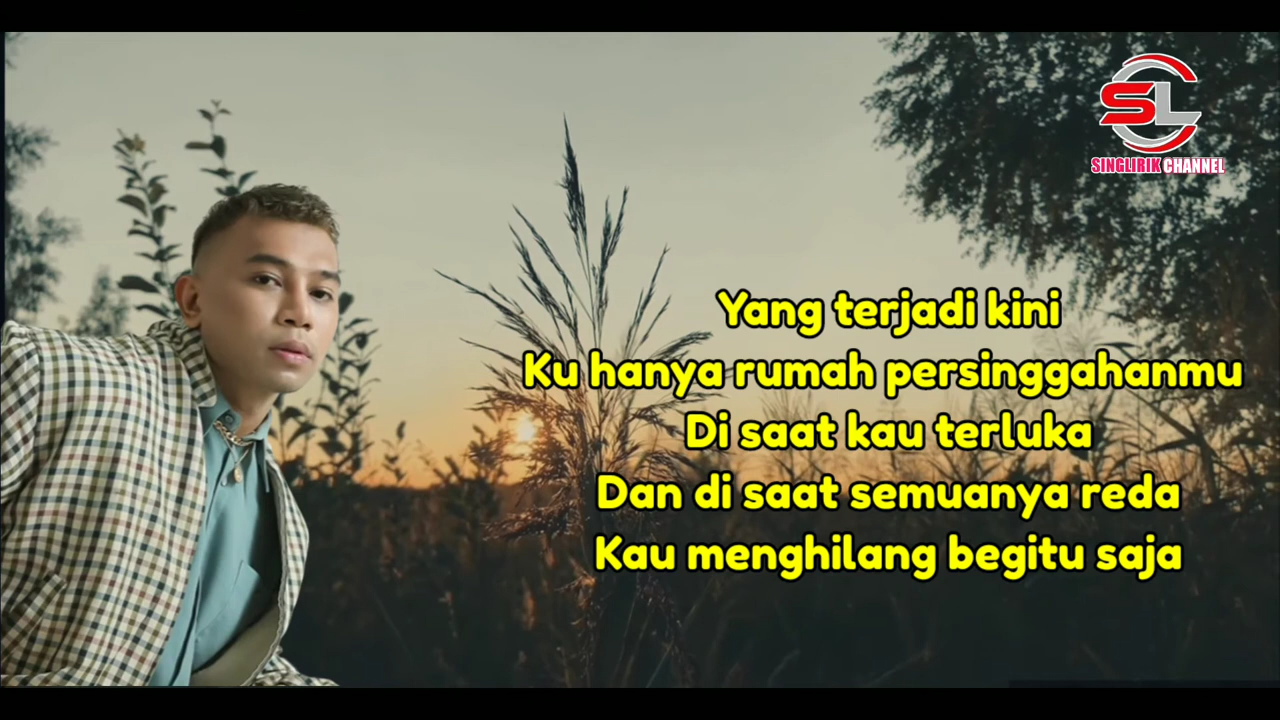 SL
SINGLIRIK CHANNEL
Yang terjadi kini
Ku hanya rumah persinggahanmu
Di saat kau terluka
Dan di saat semuanya reda
Kau menghilang begitu saja